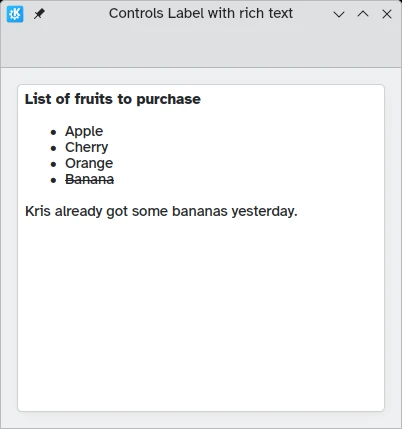 Controls Label with rich text
List of fruits to purchase
• Apple
• Cherry
• Orange
• Banana
Kris already got some bananas yesterday.